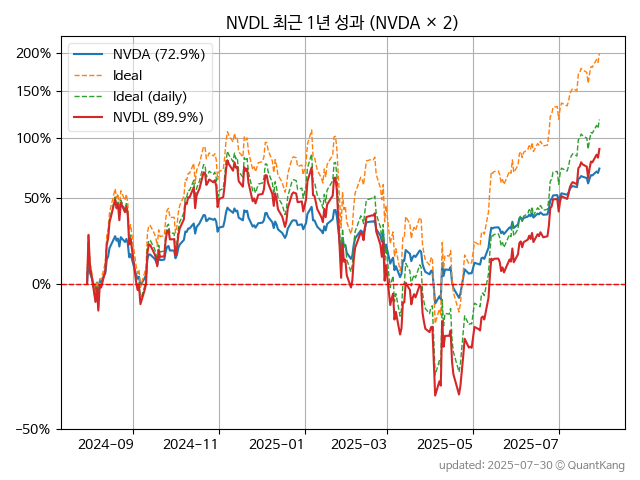 NVDL 최근 1년 성과 (NVDA × 2)
200%
150%
100%
50%
0%
−50%
NVDA (72.9%)
Ideal
Ideal (daily)
NVDL (89.9%)
2024-09 2024-11 2025-01 2025-03 2025-05 2025-07
updated: 2025-07-30 © QuantKang